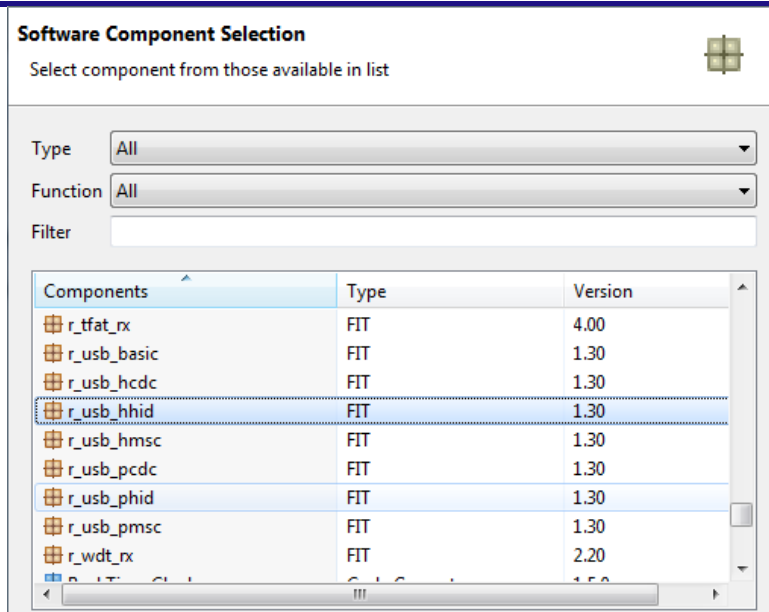 Software Component Selection
Select component from those available in list
Type All
Function All
Filter
Components Type Version
r_tfat_rx FIT 4.00
r_usb_basic FIT 1.30
r_usb_hcdc FIT 1.30
r_usb_hhid FIT 1.30
r_usb_hmsc FIT 1.30
r_usb_pcdc FIT 1.30
r_usb_phid FIT 1.30
r_usb_pmsc FIT 1.30
r_wdt_rx FIT 2.20